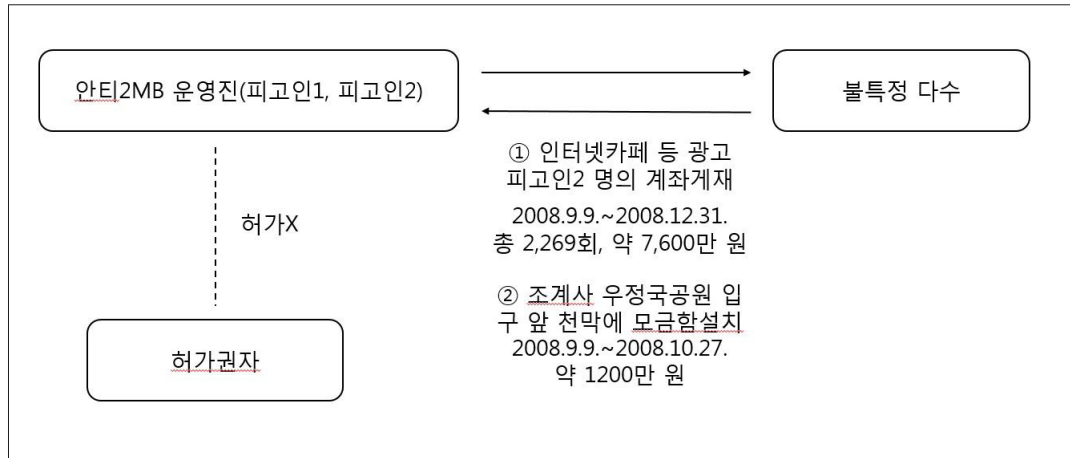 안티2MB 운영진(피고인1, 피고인2)
불특정 다수
① 인터넷카페 등 광고
피고인2 명의 계좌게재
2008.9.9.~2008.12.31.
총 2,269회, 약 7,600만 원
허가X
② 조계사 우정국공원 입
구 앞 천막에 모금함설치
2008.9.9.~2008.10.27.
약 1200만 원
허가권자